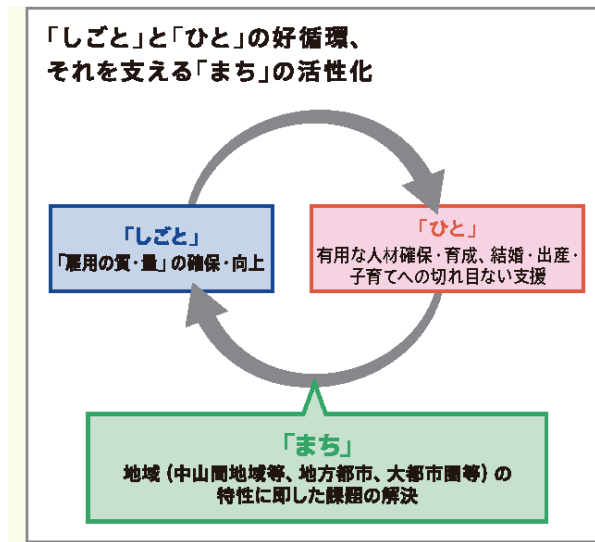 「しごと」と「ひと」の好循環、
それを支える「まち」の活性化
「しごと」
「雇用の質・量」の確保・向上
「ひと」
有用な人材確保・育成、結婚・出産・
子育てへの切れ目ない支援
「まち」
地域（中山間地域等、地方都市、大都市圏等）の
特性に即した課題の解決